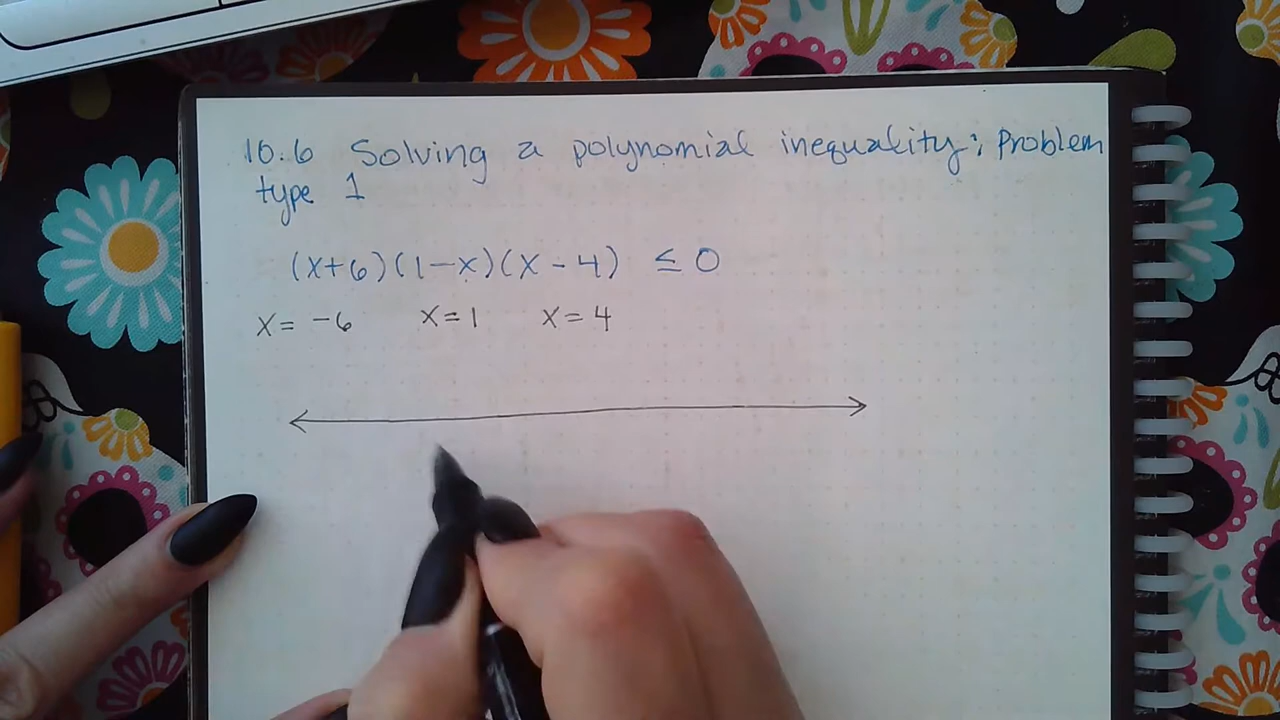 10.6 Solving a polynomial inequality: Problem
type 1
(x+6)(1-x)(x-4) ≤ 0
x= -6 x=1 x=4